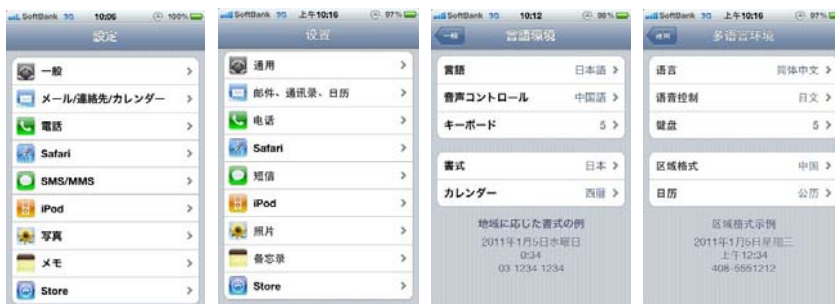 SoftBank 3G 10:06 100%
設定
一般
メール/連絡先/カレンダー
電話
Safari
SMS/MMS
iPod
写真
メモ
Store
SoftBank 3G 上午10:16 97%
设置
通用
邮件、通讯录、日历
电话
Safari
短信
iPod
照片
备忘录
Store
SoftBank 3G 10:12 98%
一般 言語環境
言語 日本語
音声コントロール 中国語
キーボード 5
書式 日本
カレンダー 西暦
地域に応じた書式の例
2011年1月5日水曜日
0:34
03 1234 1234
SoftBank 3G 上午10:16 97%
通用 多语言环境
语言 简体中文
语音控制 日文
键盘 5
区域格式 中国
日历 公历
区域格式示例
2011年1月5日星期三
上午12:34
408-5551212